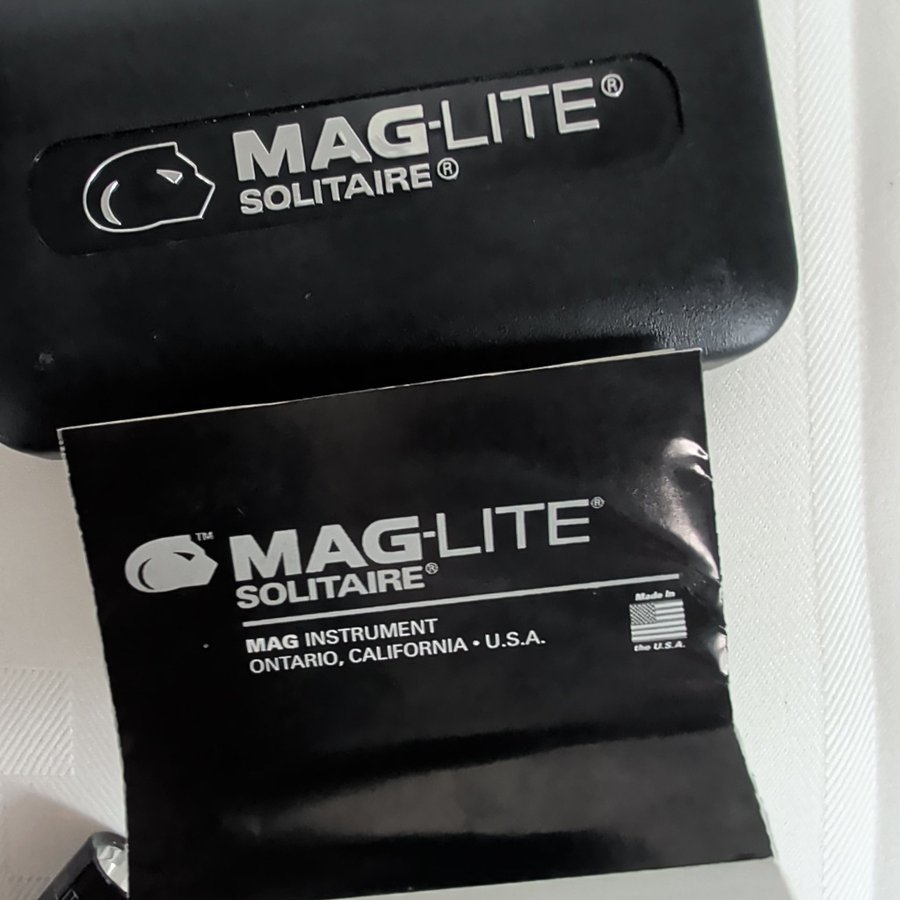 MAG-LITE®
SOLITAIRE®
TM
MAG-LITE®
SOLITAIRE®
MAG INSTRUMENT
ONTARIO, CALIFORNIA • U.S.A.
Made In
the U.S.A.